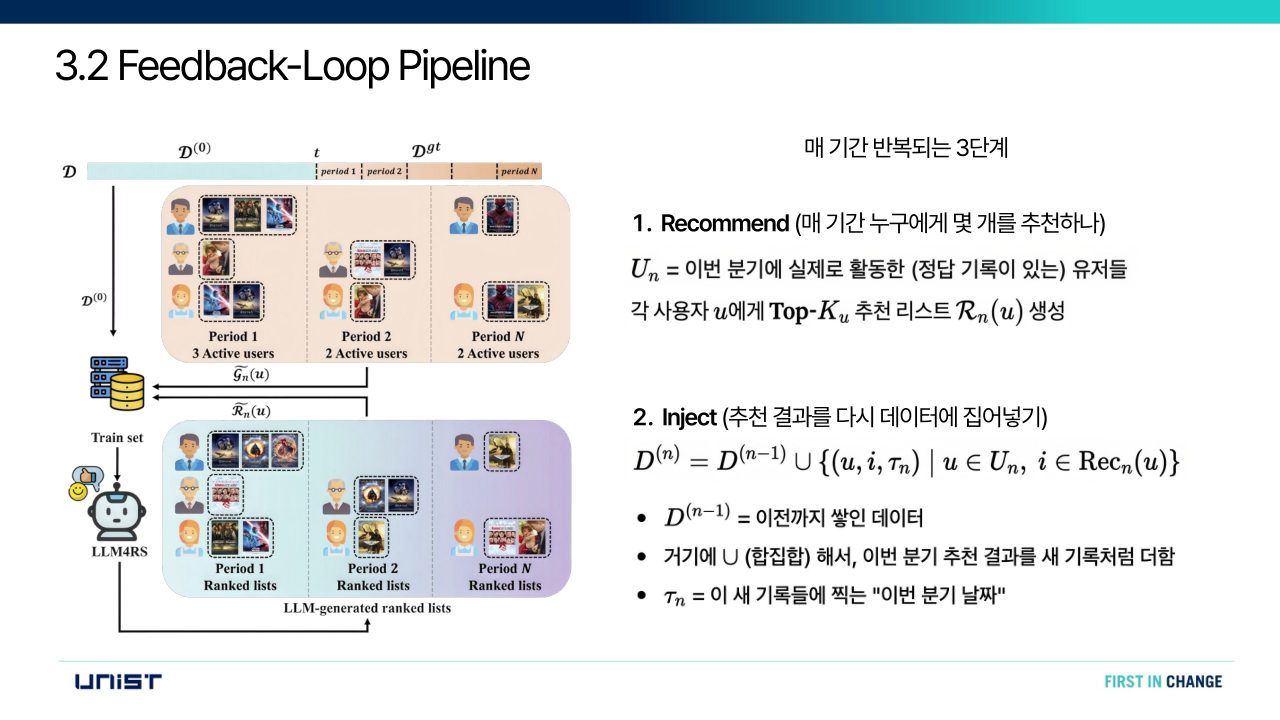 3.2 Feedback-Loop Pipeline
𝒟
𝒟⁽⁰⁾
t
𝒟ᵍᵗ
period 1
period 2
period N
𝒟⁽⁰⁾
Period 1
3 Active users
Period 2
2 Active users
Period N
2 Active users
𝒢̃ₙ(u)
ℛ̃ₙ(u)
Train set
LLM4RS
Period 1
Ranked lists
Period 2
Ranked lists
Period N
Ranked lists
LLM-generated ranked lists
매 기간 반복되는 3단계
1. Recommend (매 기간 누구에게 몇 개를 추천하나)
Uₙ = 이번 분기에 실제로 활동한 (정답 기록이 있는) 유저들
각 사용자 u에게 Top-Kᵤ 추천 리스트 ℛₙ(u) 생성
2. Inject (추천 결과를 다시 데이터에 집어넣기)
D⁽ⁿ⁾ = D⁽ⁿ⁻¹⁾ ∪ {(u, i, τₙ) | u ∈ Uₙ, i ∈ Recₙ(u)}
• D⁽ⁿ⁻¹⁾ = 이전까지 쌓인 데이터
• 거기에 ∪ (합집합) 해서, 이번 분기 추천 결과를 새 기록처럼 더함
• τₙ = 이 새 기록들에 찍는 "이번 분기 날짜"
UNIST
FIRST IN CHANGE